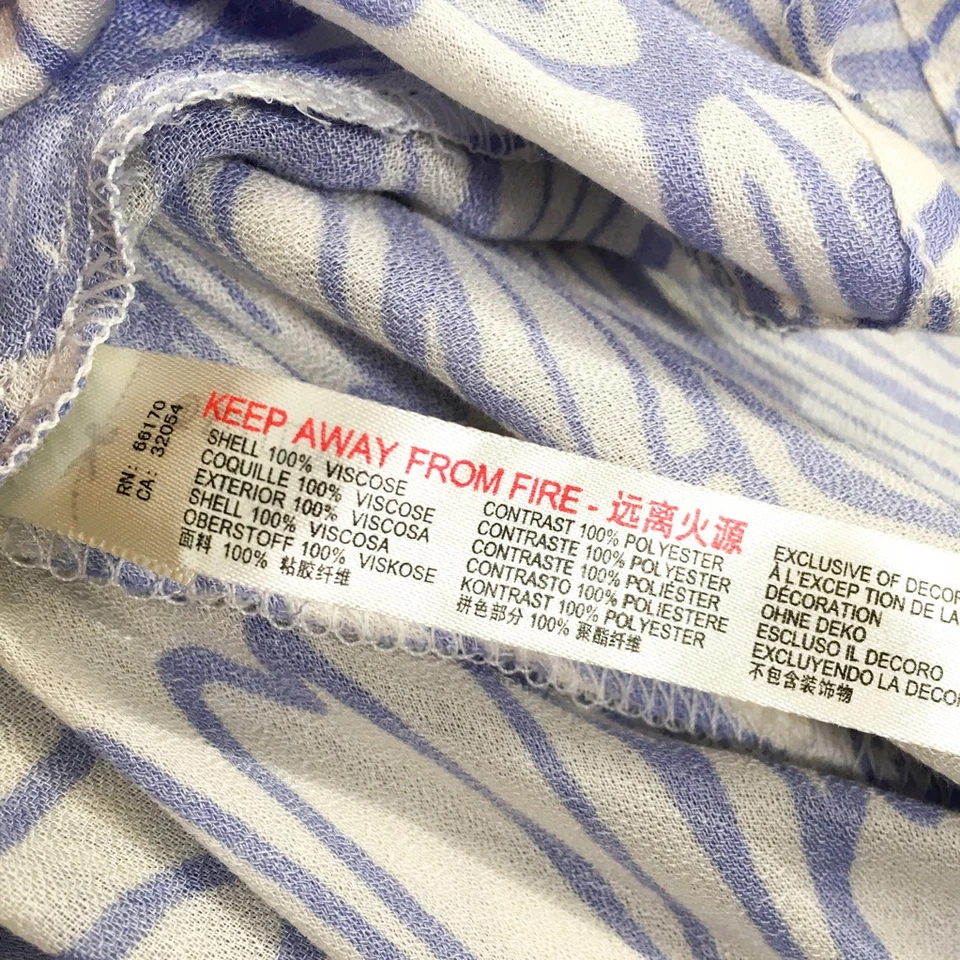 RN: 66170
CA: 32054
KEEP AWAY FROM FIRE - 远离火源
SHELL 100% VISCOSE
COQUILLE 100% VISCOSE
EXTERIOR 100% VISCOSA
SHELL 100% VISCOSA
OBERSTOFF 100% VISKOSE
面料 100% 粘胶纤维
CONTRAST 100% POLYESTER
CONTRASTE 100% POLYESTER
CONTRASTE 100% POLIESTER
CONTRASTO 100% POLIESTERE
KONTRAST 100% POLYESTER
拼色部分 100% 聚酯纤维
EXCLUSIVE OF DECOR
À L'EXCEP TION DE LA
DÉCORATION
OHNE DEKO
ESCLUSO IL DECORO
EXCLUYENDO LA DECOR
不包含装饰物